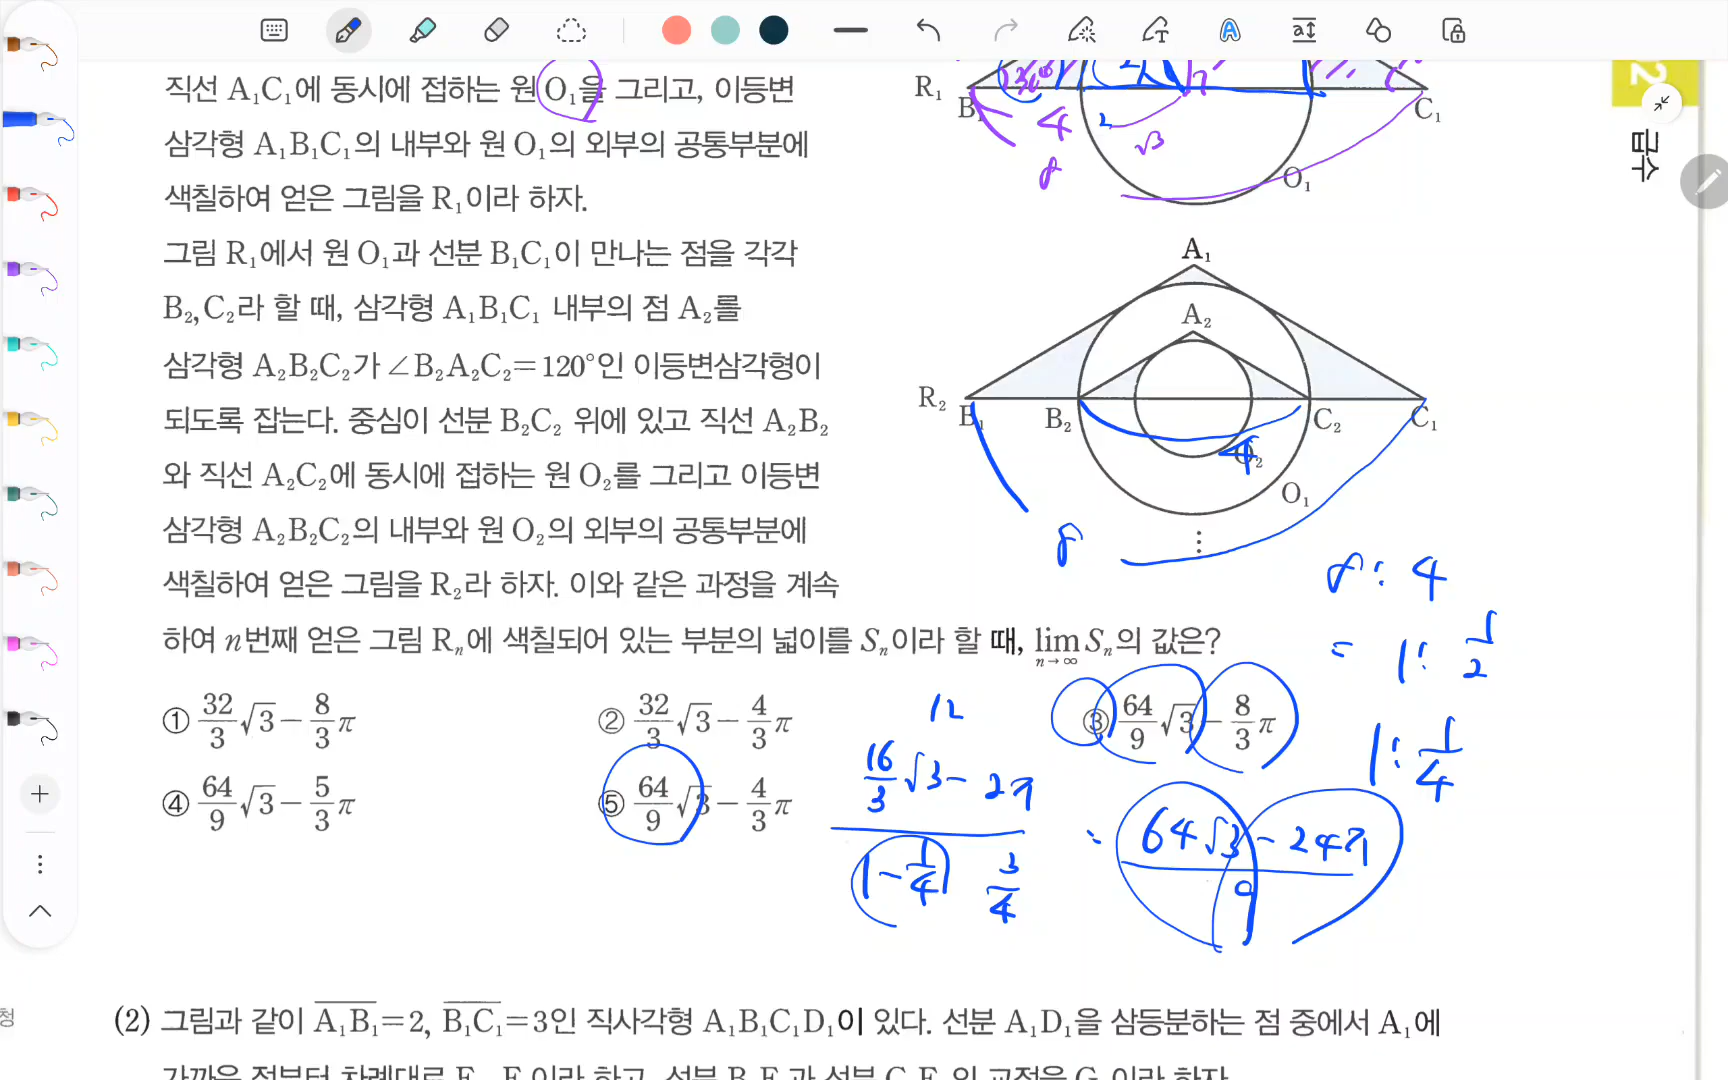 직선 A₁C₁에 동시에 접하는 원 O₁을 그리고, 이등변
삼각형 A₁B₁C₁의 내부와 원 O₁의 외부의 공통부분에
색칠하여 얻은 그림을 R₁이라 하자.
그림 R₁에서 원 O₁과 선분 B₁C₁이 만나는 점을 각각
B₂, C₂라 할 때, 삼각형 A₁B₁C₁ 내부의 점 A₂를
삼각형 A₂B₂C₂가 ∠B₂A₂C₂=120°인 이등변삼각형이
되도록 잡는다. 중심이 선분 B₂C₂ 위에 있고 직선 A₂B₂
와 직선 A₂C₂에 동시에 접하는 원 O₂를 그리고 이등변
삼각형 A₂B₂C₂의 내부와 원 O₂의 외부의 공통부분에
색칠하여 얻은 그림을 R₂라 하자. 이와 같은 과정을 계속
하여 n번째 얻은 그림 Rₙ에 색칠되어 있는 부분의 넓이를 Sₙ이라 할 때, lim n→∞ Sₙ의 값은?
① 32/3 √3 − 8/3 π
② 32/3 √3 − 4/3 π
③ 64/9 √3 − 8/3 π
④ 64/9 √3 − 5/3 π
⑤ 64/9 √3 − 4/3 π
R₁
B₁
C₁
O₁
4
√3
8
2
급수
A₁
A₂
R₂
B₁
B₂
C₂
C₁
O₂
O₁
4
8
⋮
8 : 4
= 1 : 1/2
1 : 1/4
12
16/3 √3 − 2π
1 − 1/4
3/4
= 64√3 − 24π
9
(2) 그림과 같이 A₁B₁=2, B₁C₁=3인 직사각형 A₁B₁C₁D₁이 있다. 선분 A₁D₁을 삼등분하는 점 중에서 A₁에